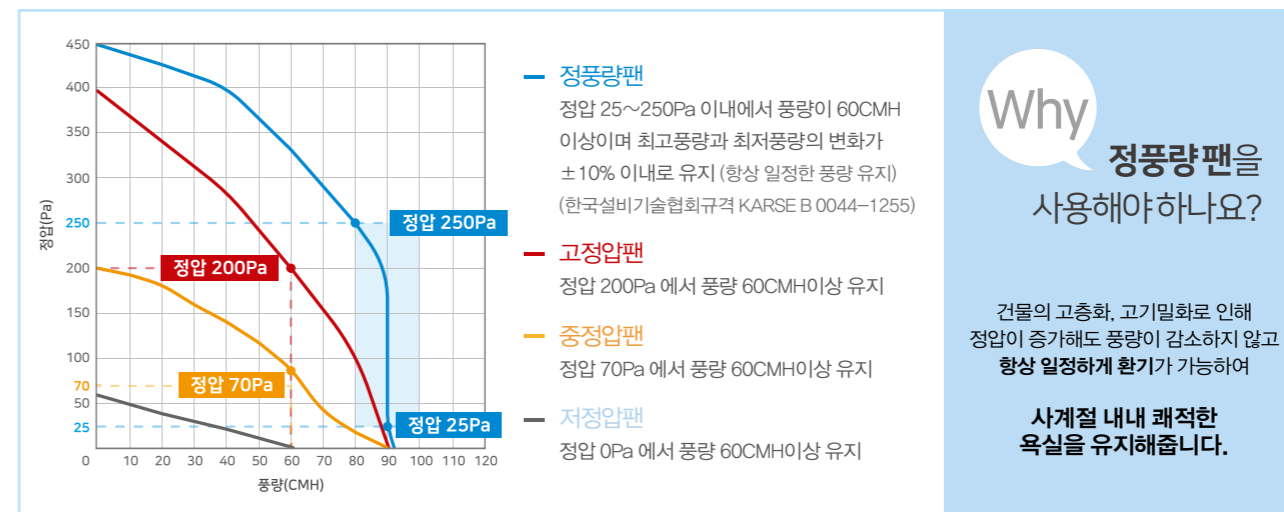 정압(Pa)
450
400
350
300
250
200
150
100
70
50
25
0 10 20 30 40 50 60 70 80 90 100 110 120
풍량(CMH)
정압 250Pa
정압 200Pa
정압 70Pa
정압 25Pa
정풍량팬
정압 25~250Pa 이내에서 풍량이 60CMH
이상이며 최고풍량과 최저풍량의 변화가
±10% 이내로 유지 (항상 일정한 풍량 유지)
(한국설비기술협회규격 KARSE B 0044-1255)
고정압팬
정압 200Pa 에서 풍량 60CMH이상 유지
중정압팬
정압 70Pa 에서 풍량 60CMH이상 유지
저정압팬
정압 0Pa 에서 풍량 60CMH이상 유지
Why
정풍량 팬을
사용해야 하나요?
건물의 고층화, 고기밀화로 인해
정압이 증가해도 풍량이 감소하지 않고
항상 일정하게 환기가 가능하여
사계절 내내 쾌적한
욕실을 유지해줍니다.